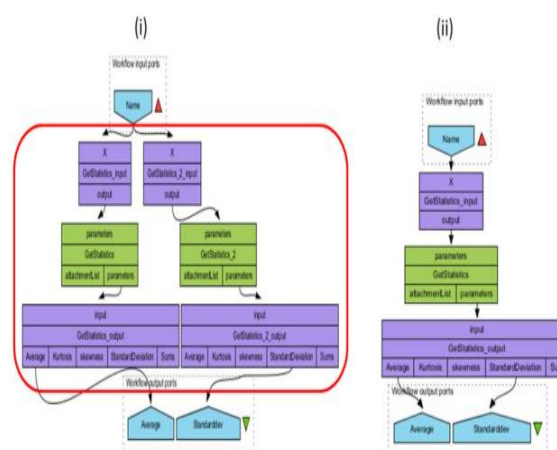 (i)
(ii)
Workflow input ports
Name
X
X
GetStatistics_input
GetStatistics_2_input
output
output
parameters
parameters
GetStatistics
GetStatistics_2
attachmentList parameters
attachmentList parameters
input
input
GetStatistics_output
GetStatistics_2_output
Average Kurtosis skewness StandardDeviation Sums
Average Kurtosis skewness StandardDeviation Sums
Workflow output ports
Average
Standarddev
Workflow input ports
Name
X
GetStatistics_input
output
parameters
GetStatistics
attachmentList parameters
input
GetStatistics_output
Average Kurtosis skewness StandardDeviation
Workflow output ports
Average
Standarddev